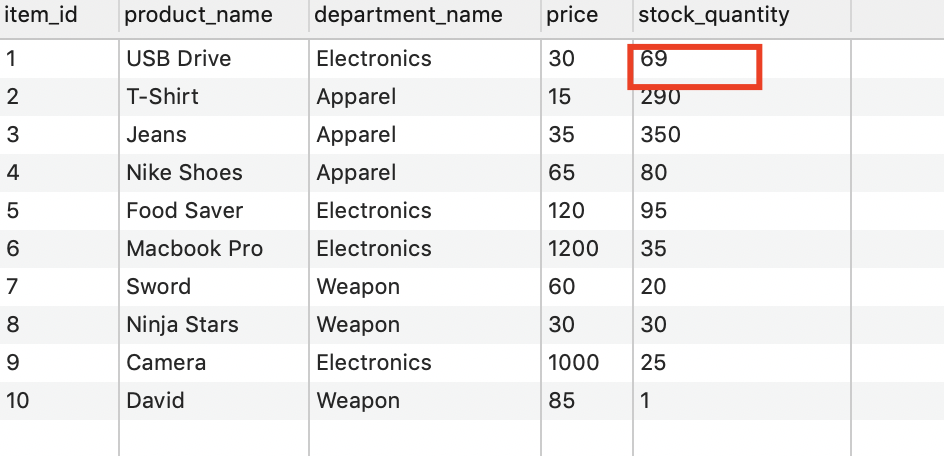 item_id product_name department_name price stock_quantity
1 USB Drive Electronics 30 69
2 T-Shirt Apparel 15 290
3 Jeans Apparel 35 350
4 Nike Shoes Apparel 65 80
5 Food Saver Electronics 120 95
6 Macbook Pro Electronics 1200 35
7 Sword Weapon 60 20
8 Ninja Stars Weapon 30 30
9 Camera Electronics 1000 25
10 David Weapon 85 1